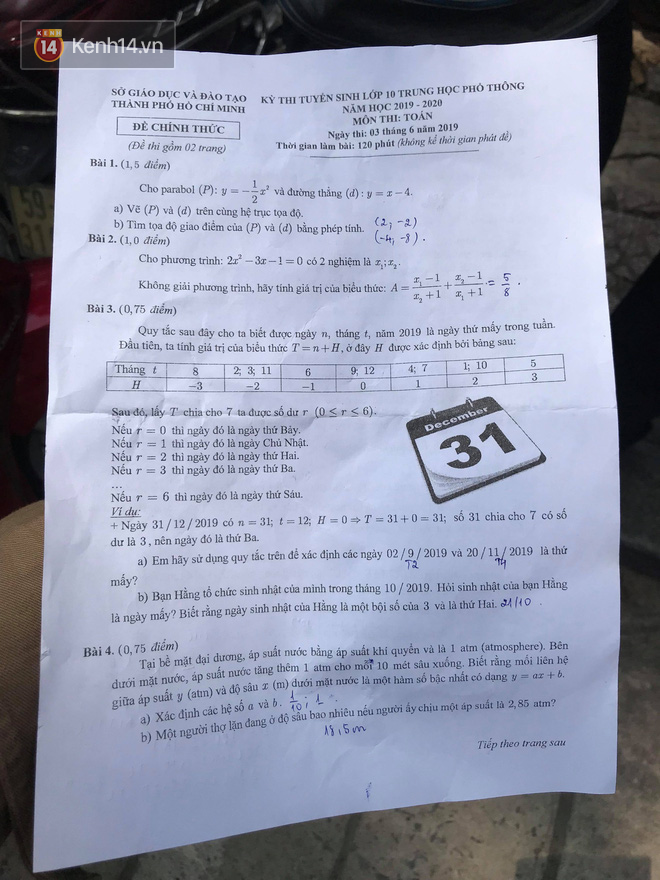 14 Kenh14.vn
SỞ GIÁO DỤC VÀ ĐÀO TẠO
THÀNH PHỐ HỒ CHÍ MINH
ĐỀ CHÍNH THỨC
(Đề thi gồm 02 trang)
KỲ THI TUYỂN SINH LỚP 10 TRUNG HỌC PHỔ THÔNG
NĂM HỌC 2019 - 2020
MÔN THI: TOÁN
Ngày thi: 03 tháng 6 năm 2019
Thời gian làm bài: 120 phút (không kể thời gian phát đề)
Bài 1. (1,5 điểm)
Cho parabol (P): y = −1/2 x² và đường thẳng (d): y = x − 4.
a) Vẽ (P) và (d) trên cùng hệ trục tọa độ.
b) Tìm tọa độ giao điểm của (P) và (d) bằng phép tính. (2; -2)
(-4, -8).
Bài 2. (1,0 điểm)
Cho phương trình: 2x² − 3x − 1 = 0 có 2 nghiệm là x₁; x₂.
Không giải phương trình, hãy tính giá trị của biểu thức: A = (x₁ − 1)/(x₂ + 1) + (x₂ − 1)/(x₁ + 1) = 5/8.
Bài 3. (0,75 điểm)
Quy tắc sau đây cho ta biết được ngày n, tháng t, năm 2019 là ngày thứ mấy trong tuần.
Đầu tiên, ta tính giá trị của biểu thức T = n + H, ở đây H được xác định bởi bảng sau:
Tháng t 8 2; 3; 11 6 9; 12 4; 7 1; 10 5
H −3 −2 −1 0 1 2 3
Sau đó, lấy T chia cho 7 ta được số dư r (0 ≤ r ≤ 6).
Nếu r = 0 thì ngày đó là ngày thứ Bảy.
Nếu r = 1 thì ngày đó là ngày Chủ Nhật.
Nếu r = 2 thì ngày đó là ngày thứ Hai.
Nếu r = 3 thì ngày đó là ngày thứ Ba.
...
Nếu r = 6 thì ngày đó là ngày thứ Sáu.
December
31
Ví dụ:
+ Ngày 31/12/2019 có n = 31; t = 12; H = 0 ⇒ T = 31 + 0 = 31; số 31 chia cho 7 có số
dư là 3, nên ngày đó là thứ Ba.
a) Em hãy sử dụng quy tắc trên để xác định các ngày 02/9/2019 và 20/11/2019 là thứ
T2 T4
mấy?
b) Bạn Hằng tổ chức sinh nhật của mình trong tháng 10/2019. Hỏi sinh nhật của bạn Hằng
là ngày mấy? Biết rằng ngày sinh nhật của Hằng là một bội số của 3 và là thứ Hai. 21/10.
Bài 4. (0,75 điểm)
Tại bề mặt đại dương, áp suất nước bằng áp suất khí quyển và là 1 atm (atmosphere). Bên
dưới mặt nước, áp suất nước tăng thêm 1 atm cho mỗi 10 mét sâu xuống. Biết rằng mối liên hệ
giữa áp suất y (atm) và độ sâu x (m) dưới mặt nước là một hàm số bậc nhất có dạng y = ax + b.
a) Xác định các hệ số a và b. 1/10; 1.
b) Một người thợ lặn đang ở độ sâu bao nhiêu nếu người ấy chịu một áp suất là 2,85 atm?
18,5m
Tiếp theo trang sau